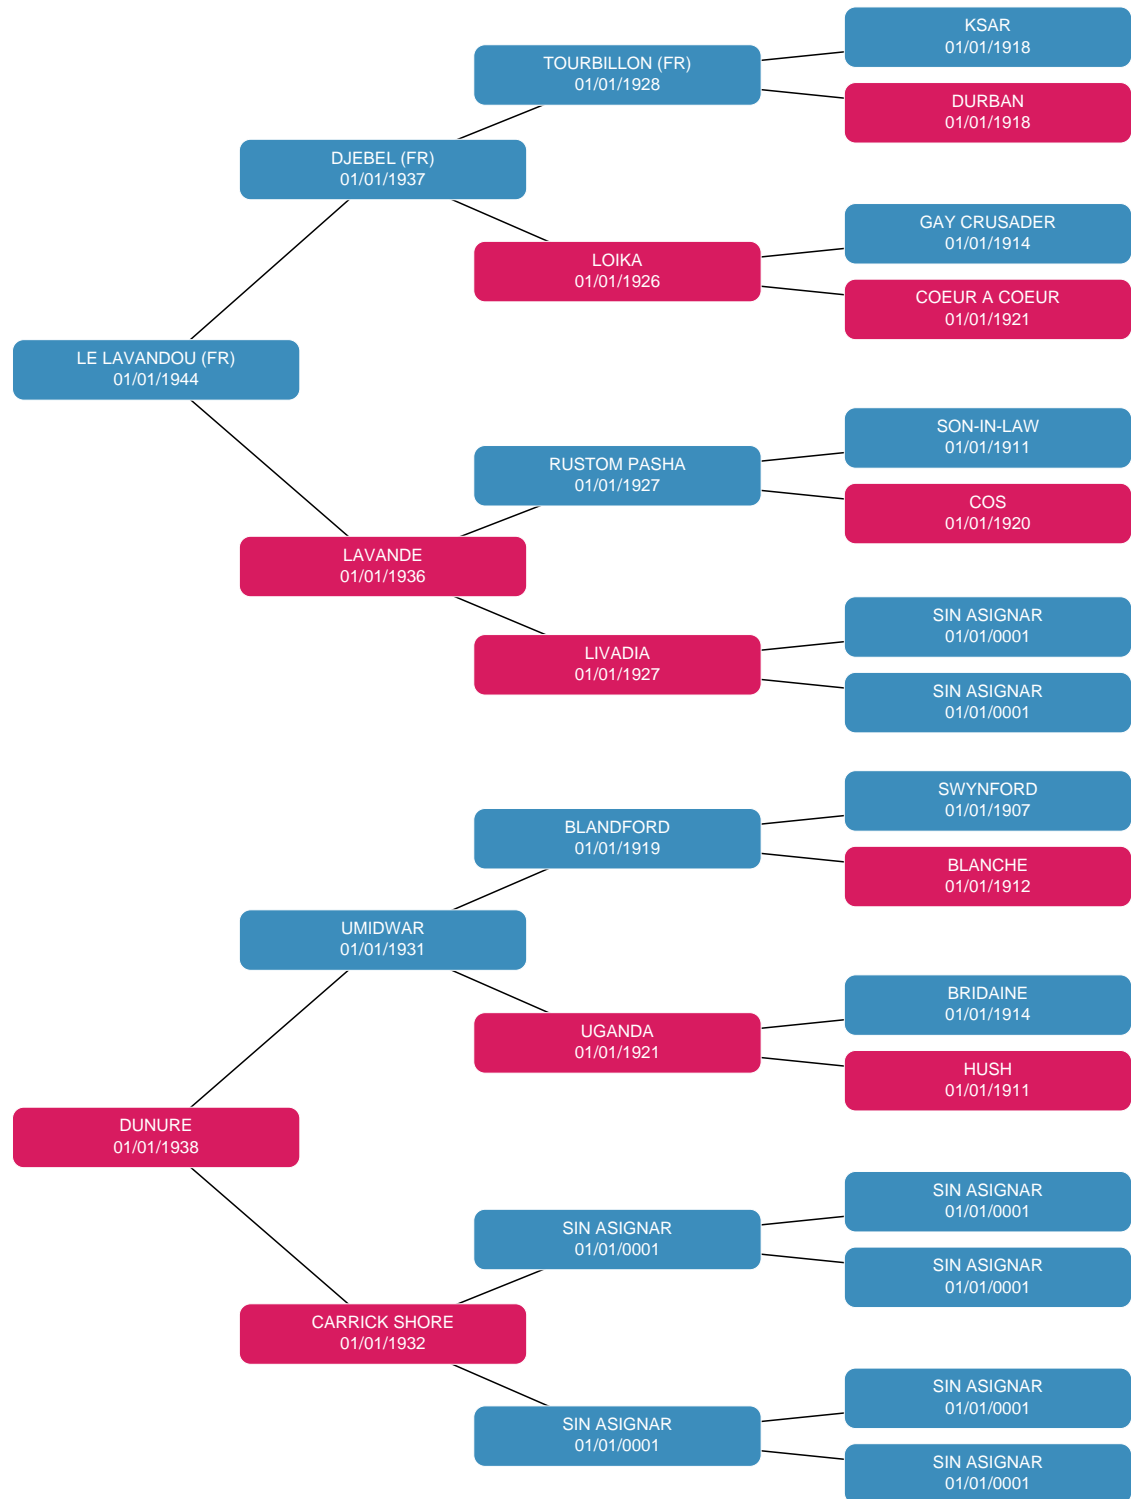 KSAR
01/01/1918
TOURBILLON (FR)
01/01/1928
DURBAN
01/01/1918
DJEBEL (FR)
01/01/1937
GAY CRUSADER
01/01/1914
LOIKA
01/01/1926
COEUR A COEUR
01/01/1921
LE LAVANDOU (FR)
01/01/1944
SON-IN-LAW
01/01/1911
RUSTOM PASHA
01/01/1927
COS
01/01/1920
LAVANDE
01/01/1936
SIN ASIGNAR
01/01/0001
LIVADIA
01/01/1927
SIN ASIGNAR
01/01/0001
SWYNFORD
01/01/1907
BLANDFORD
01/01/1919
BLANCHE
01/01/1912
UMIDWAR
01/01/1931
BRIDAINE
01/01/1914
UGANDA
01/01/1921
HUSH
01/01/1911
DUNURE
01/01/1938
SIN ASIGNAR
01/01/0001
SIN ASIGNAR
01/01/0001
SIN ASIGNAR
01/01/0001
CARRICK SHORE
01/01/1932
SIN ASIGNAR
01/01/0001
SIN ASIGNAR
01/01/0001
SIN ASIGNAR
01/01/0001